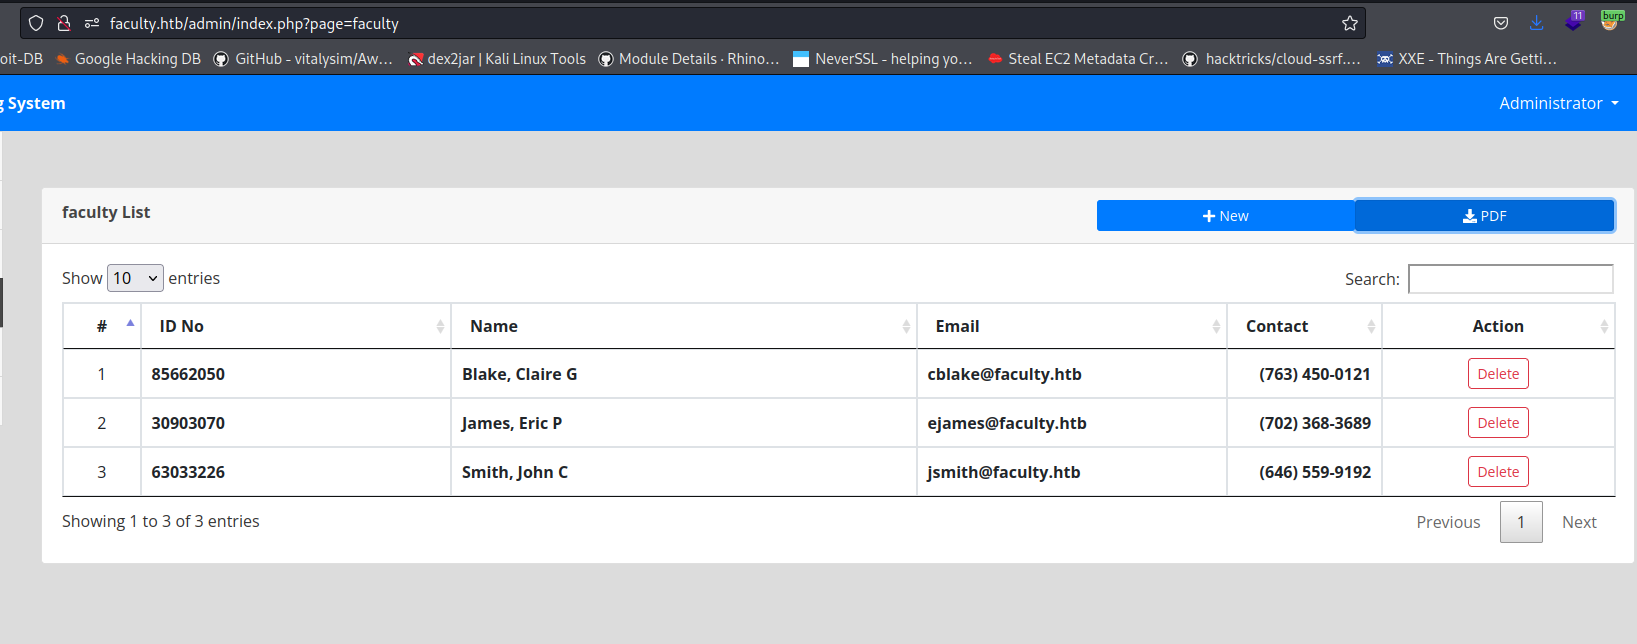 faculty.htb/admin/index.php?page=faculty
11
burp
oit-DB Google Hacking DB GitHub - vitalysim/Aw... dex2jar | Kali Linux Tools Module Details · Rhino... NeverSSL - helping yo... Steal EC2 Metadata Cr... hacktricks/cloud-ssrf.... XXE - Things Are Getti...
g System Administrator
faculty List New PDF
Show 10 entries Search:
# ID No Name Email Contact Action
1 85662050 Blake, Claire G cblake@faculty.htb (763) 450-0121 Delete
2 30903070 James, Eric P ejames@faculty.htb (702) 368-3689 Delete
3 63033226 Smith, John C jsmith@faculty.htb (646) 559-9192 Delete
Showing 1 to 3 of 3 entries Previous 1 Next